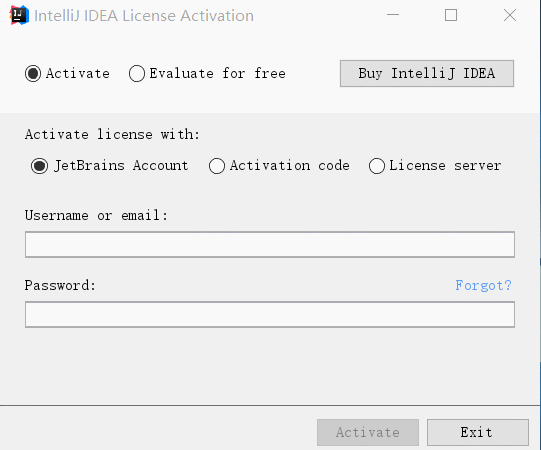 IntelliJ IDEA License Activation
Activate Evaluate for free Buy IntelliJ IDEA
Activate license with:
JetBrains Account Activation code License server
Username or email:
Password: Forgot?
Activate Exit